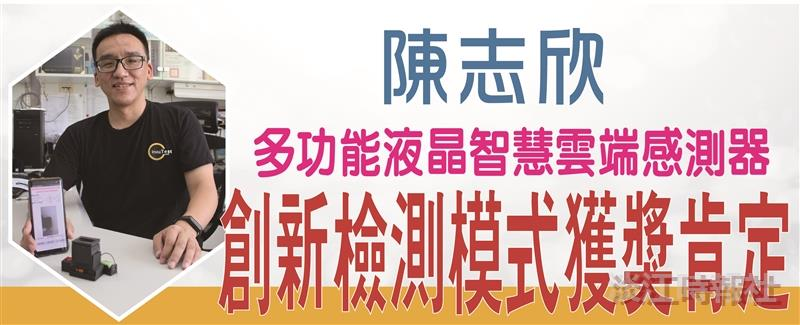 陳志欣
多功能液晶智慧雲端感測器
創新檢測模式獲獎肯定
淡江時報社
InnuTest